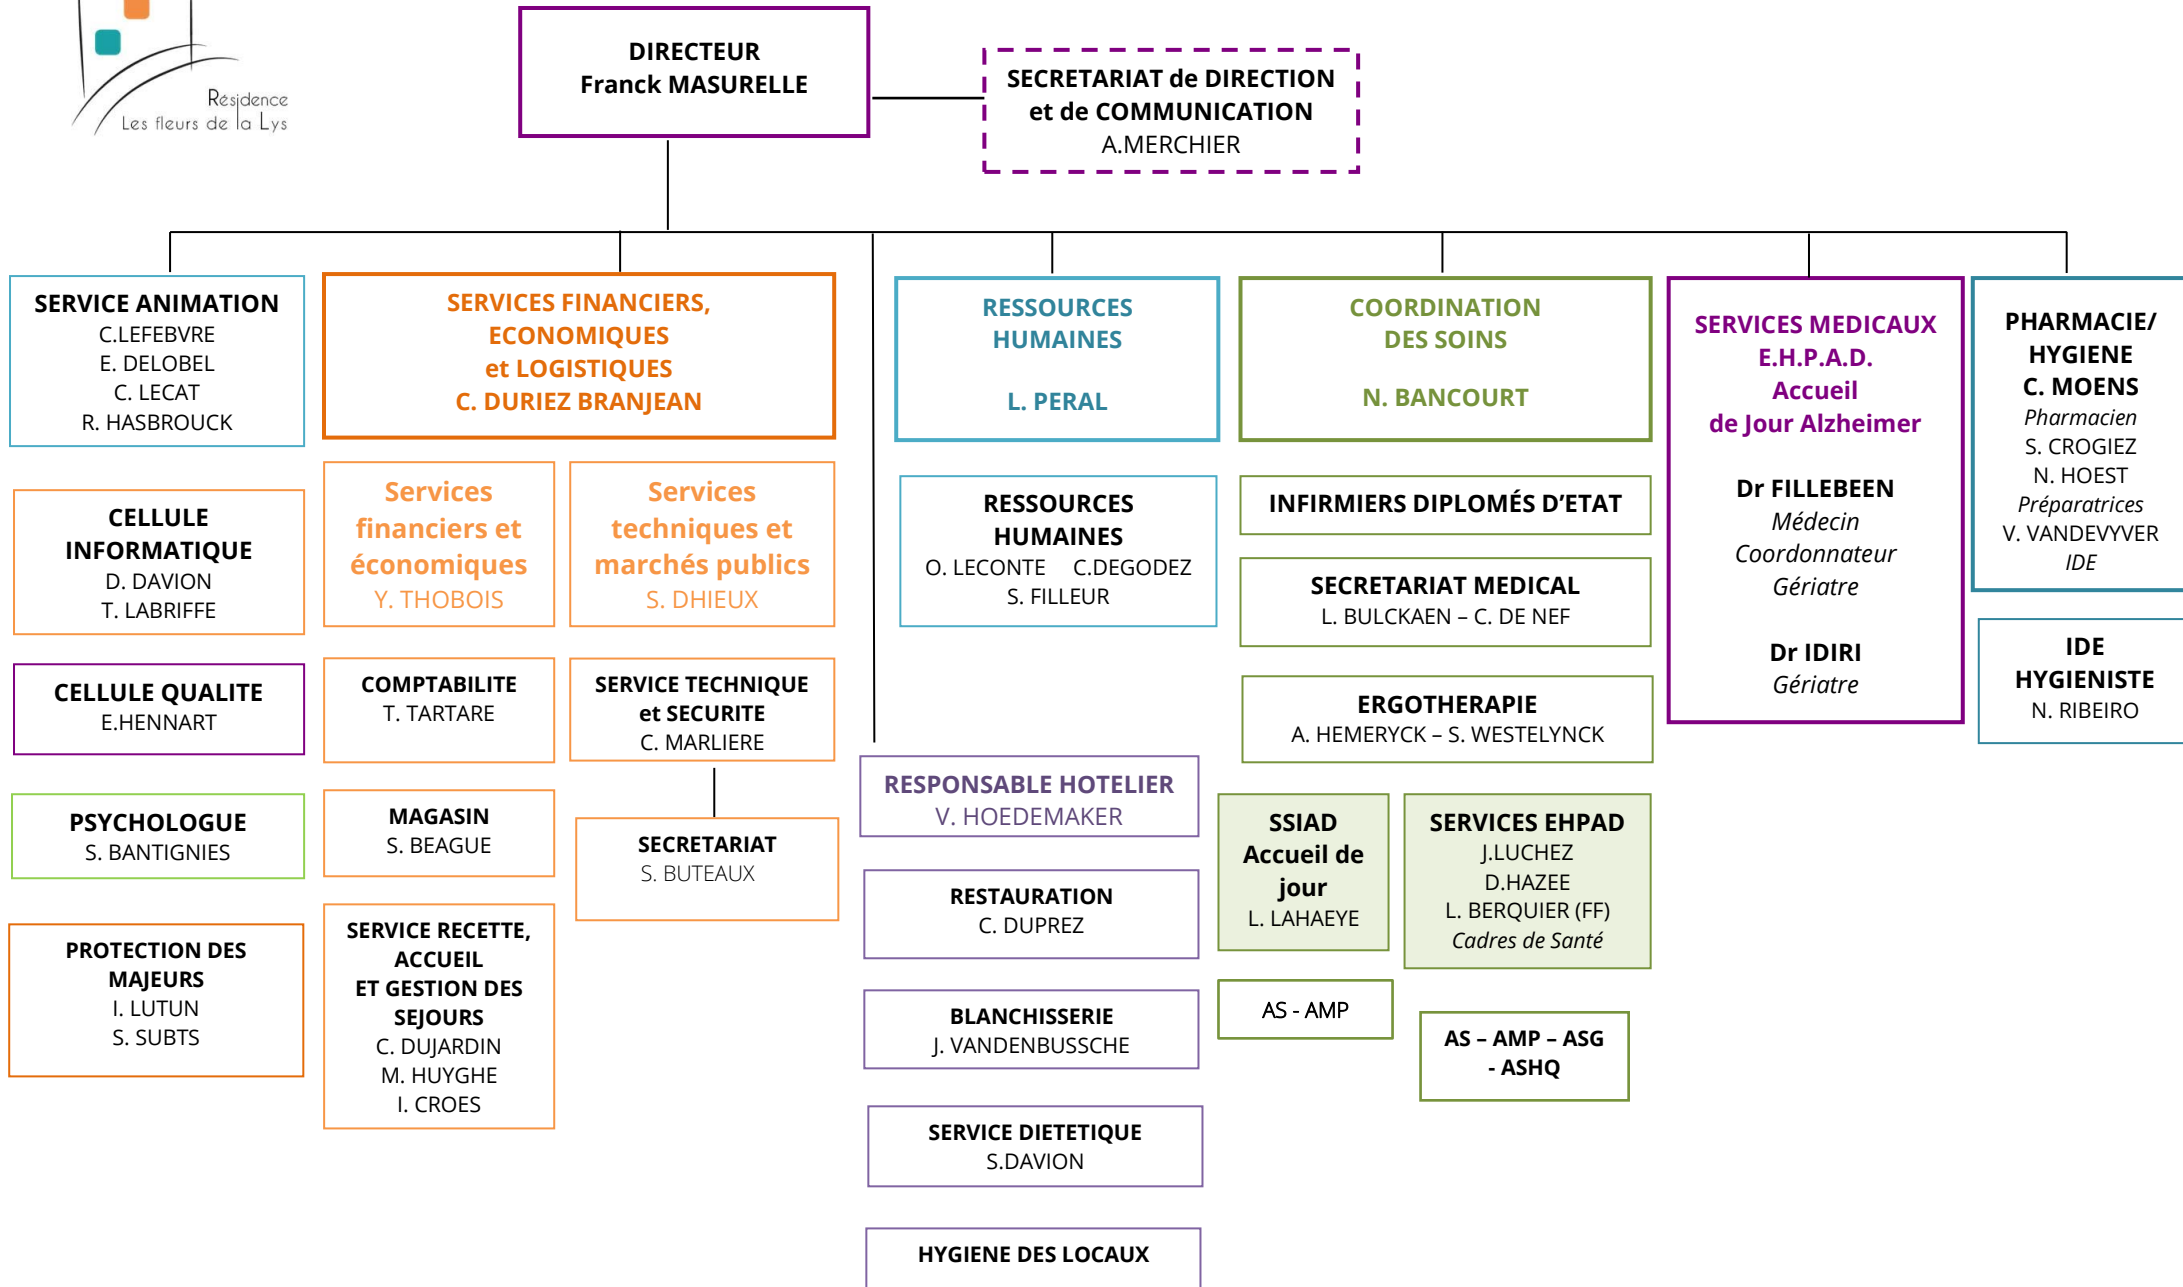 Résidence
Les fleurs de la Lys
DIRECTEUR
Franck MASURELLE
SECRETARIAT de DIRECTION
et de COMMUNICATION
A.MERCHIER
SERVICE ANIMATION
C.LEFEBVRE
E. DELOBEL
C. LECAT
R. HASBROUCK
CELLULE
INFORMATIQUE
D. DAVION
T. LABRIFFE
CELLULE QUALITE
E.HENNART
PSYCHOLOGUE
S. BANTIGNIES
PROTECTION DES
MAJEURS
I. LUTUN
S. SUBTS
SERVICES FINANCIERS,
ECONOMIQUES
et LOGISTIQUES
C. DURIEZ BRANJEAN
Services
financiers et
économiques
Y. THOBOIS
COMPTABILITE
T. TARTARE
MAGASIN
S. BEAGUE
SERVICE RECETTE,
ACCUEIL
ET GESTION DES
SEJOURS
C. DUJARDIN
M. HUYGHE
I. CROES
Services
techniques et
marchés publics
S. DHIEUX
SERVICE TECHNIQUE
et SECURITE
C. MARLIERE
SECRETARIAT
S. BUTEAUX
RESPONSABLE HOTELIER
V. HOEDEMAKER
RESTAURATION
C. DUPREZ
BLANCHISSERIE
J. VANDENBUSSCHE
SERVICE DIETETIQUE
S.DAVION
HYGIENE DES LOCAUX
RESSOURCES
HUMAINES
L. PERAL
RESSOURCES
HUMAINES
O. LECONTE C.DEGODEZ
S. FILLEUR
COORDINATION
DES SOINS
N. BANCOURT
INFIRMIERS DIPLOMÉS D’ETAT
SECRETARIAT MEDICAL
L. BULCKAEN – C. DE NEF
ERGOTHERAPIE
A. HEMERYCK – S. WESTELYNCK
SSIAD
Accueil de
jour
L. LAHAEYE
AS - AMP
SERVICES EHPAD
J.LUCHEZ
D.HAZEE
L. BERQUIER (FF)
Cadres de Santé
AS – AMP – ASG
- ASHQ
SERVICES MEDICAUX
E.H.P.A.D.
Accueil
de Jour Alzheimer
Dr FILLEBEEN
Médecin
Coordonnateur
Gériatre
Dr IDIRI
Gériatre
PHARMACIE/
HYGIENE
C. MOENS
Pharmacien
S. CROGIEZ
N. HOEST
Préparatrices
V. VANDEVYVER
IDE
IDE
HYGIENISTE
N. RIBEIRO